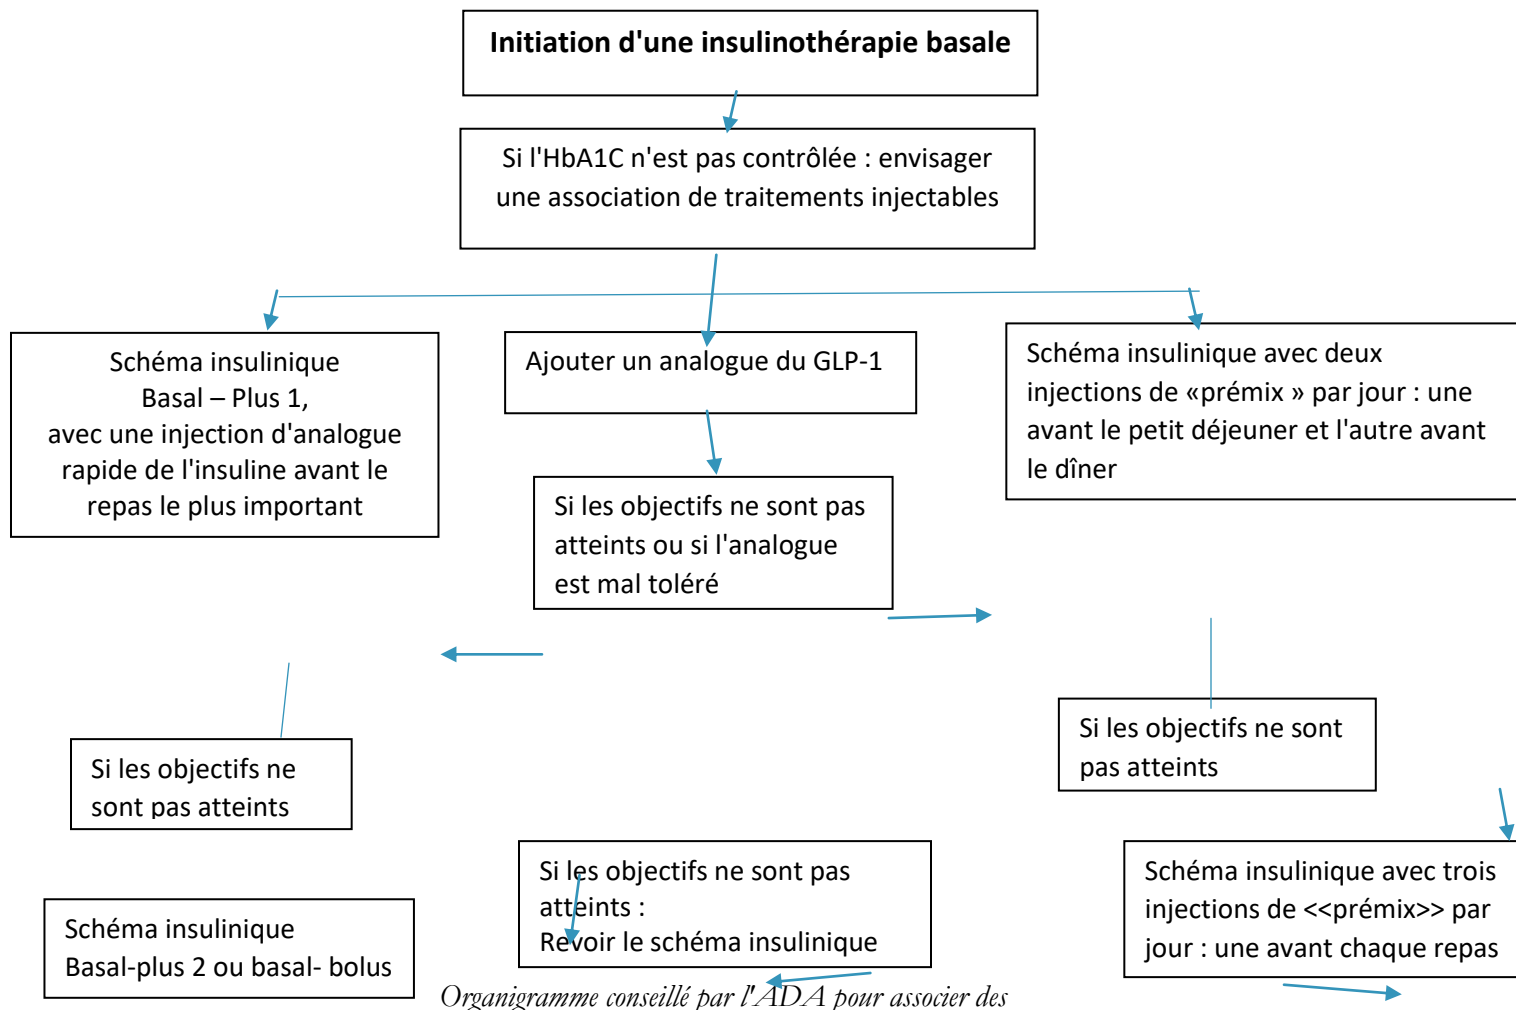 Initiation d'une insulinothérapie basale
Si l'HbA1C n'est pas contrôlée : envisager
une association de traitements injectables
Schéma insulinique
Basal – Plus 1,
avec une injection d'analogue
rapide de l'insuline avant le
repas le plus important
Ajouter un analogue du GLP-1
Schéma insulinique avec deux
injections de «prémix » par jour : une
avant le petit déjeuner et l'autre avant
le dîner
Si les objectifs ne sont pas
atteints ou si l'analogue
est mal toléré
Si les objectifs ne
sont pas atteints
Si les objectifs ne sont
pas atteints
Schéma insulinique
Basal-plus 2 ou basal- bolus
Si les objectifs ne sont pas
atteints :
Revoir le schéma insulinique
Schéma insulinique avec trois
injections de <<prémix>> par
jour : une avant chaque repas
Organigramme conseillé par l'ADA pour associer des